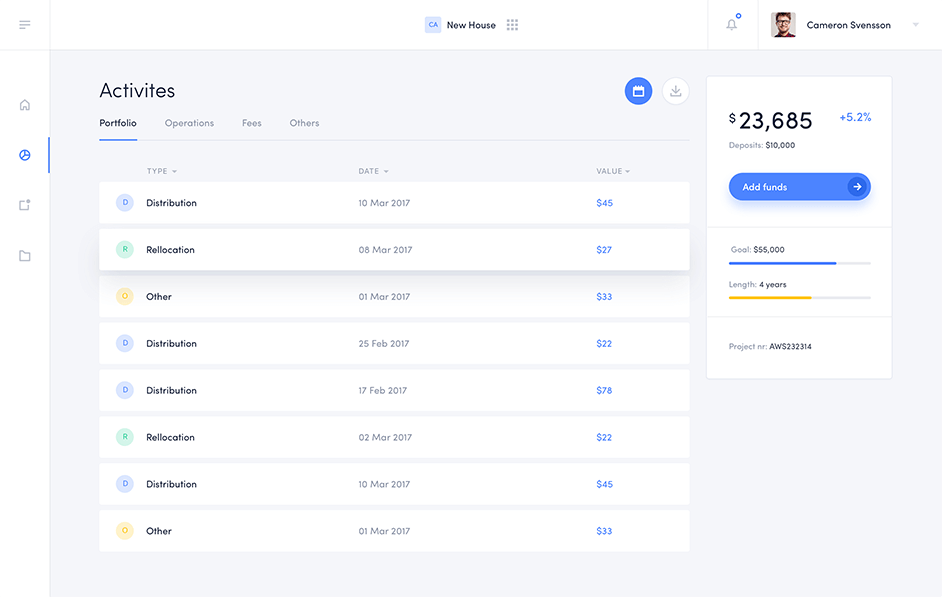 CA New House
Cameron Svensson
Activites
Portfolio Operations Fees Others
TYPE DATE VALUE
D Distribution 10 Mar 2017 $45
R Rellocation 08 Mar 2017 $27
O Other 01 Mar 2017 $33
D Distribution 25 Feb 2017 $22
D Distribution 17 Feb 2017 $78
R Rellocation 02 Mar 2017 $22
D Distribution 10 Mar 2017 $45
O Other 01 Mar 2017 $33
$23,685 +5.2%
Deposits: $10,000
Add funds
Goal: $55,000
Length: 4 years
Project nr: AWS232314